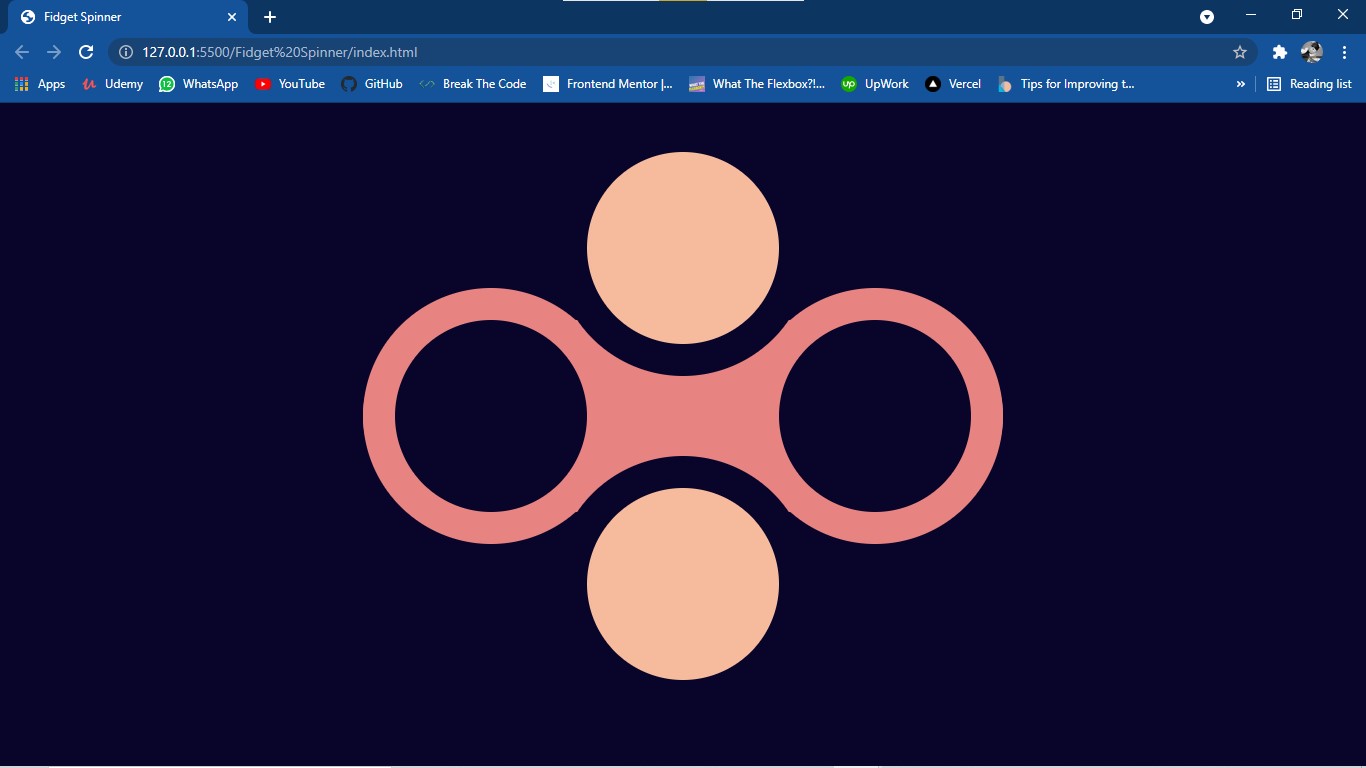 Fidget Spinner
127.0.0.1:5500/Fidget%20Spinner/index.html
Apps Udemy 12 WhatsApp YouTube GitHub Break The Code Frontend Mentor |... What The Flexbox?!... up UpWork Vercel Tips for Improving t... » Reading list